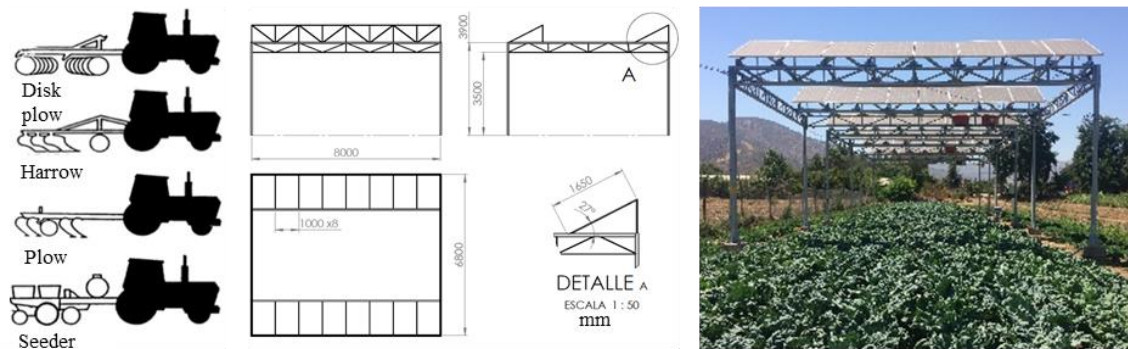 Disk
plow
Harrow
Plow
Seeder
3900
3500
A
8000
1000 x8
6800
1650
27°
DETALLE A
ESCALA 1 : 50
mm